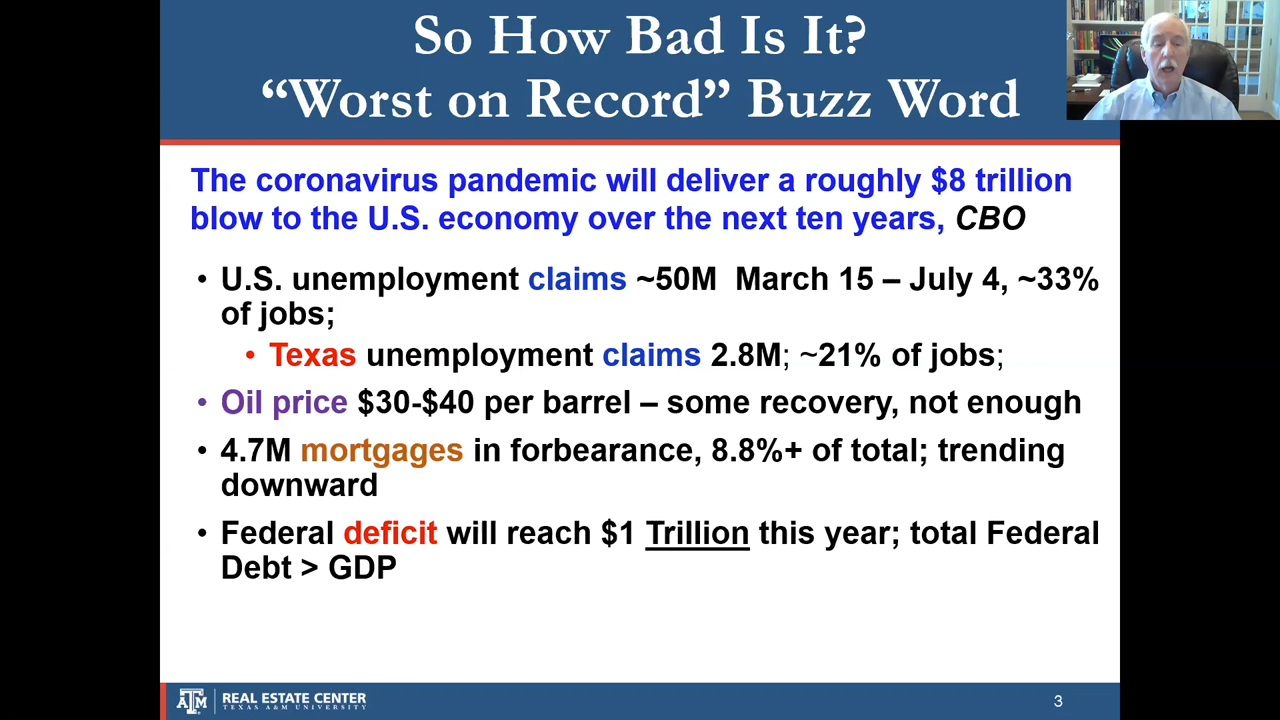 So How Bad Is It?
“Worst on Record” Buzz Word
The coronavirus pandemic will deliver a roughly $8 trillion
blow to the U.S. economy over the next ten years, CBO
• U.S. unemployment claims ~50M March 15 – July 4, ~33%
of jobs;
• Texas unemployment claims 2.8M; ~21% of jobs;
• Oil price $30-$40 per barrel – some recovery, not enough
• 4.7M mortgages in forbearance, 8.8%+ of total; trending
downward
• Federal deficit will reach $1 Trillion this year; total Federal
Debt > GDP
ATM REAL ESTATE CENTER
TEXAS A&M UNIVERSITY
3